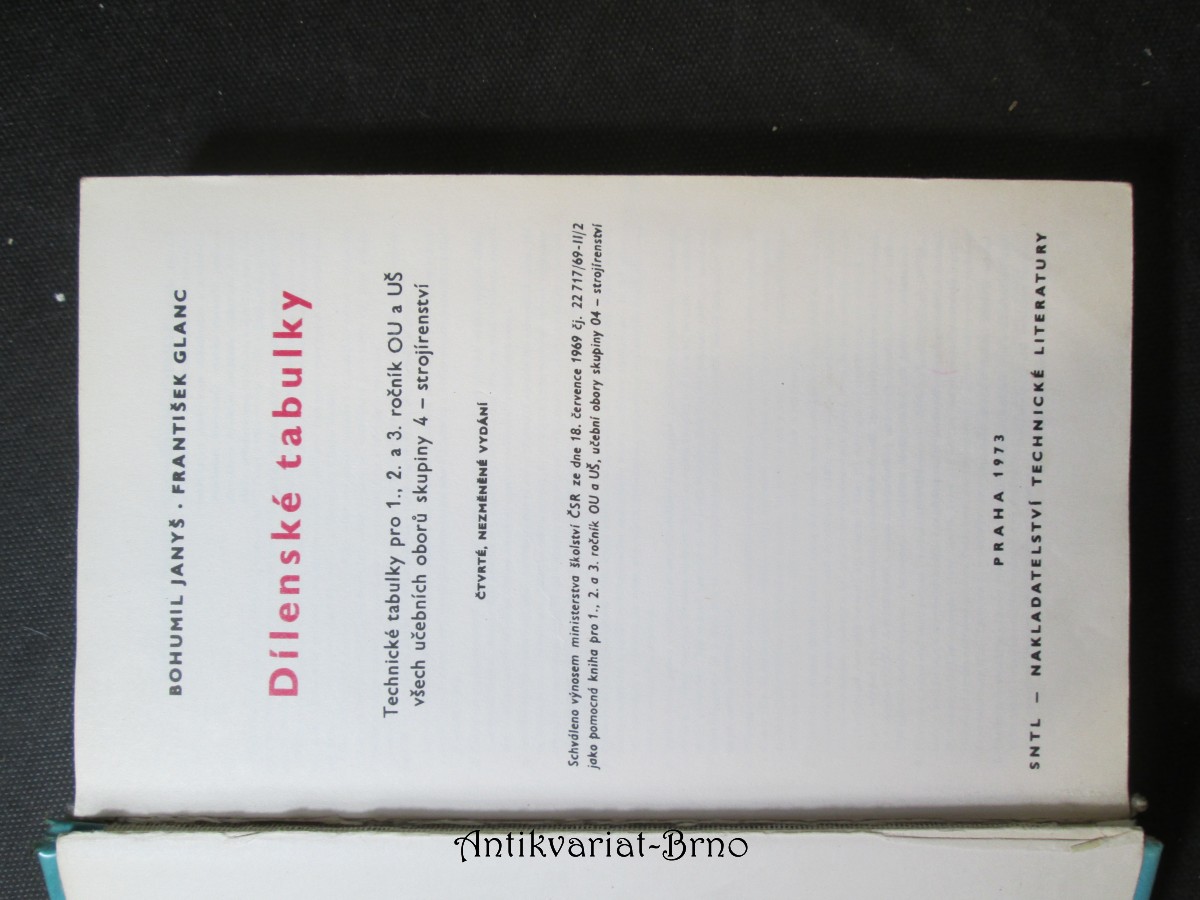 BOHUMIL JANYŠ · FRANTIŠEK GLANC
Dílenské tabulky
Technické tabulky pro 1., 2. a 3. ročník OU a UŠ
všech učebních oborů skupiny 4 – strojírenství
ČTVRTÉ, NEZMĚNĚNÉ VYDÁNÍ
Schváleno výnosem ministerstva školství ČSR ze dne 18. července 1969 čj. 22 717/69-II/2
jako pomocná kniha pro 1., 2. a 3. ročník OU a UŠ, učební obory skupiny 04 – strojírenství
PRAHA 1973
SNTL – NAKLADATELSTVÍ TECHNICKÉ LITERATURY
Antikvariat-Brno